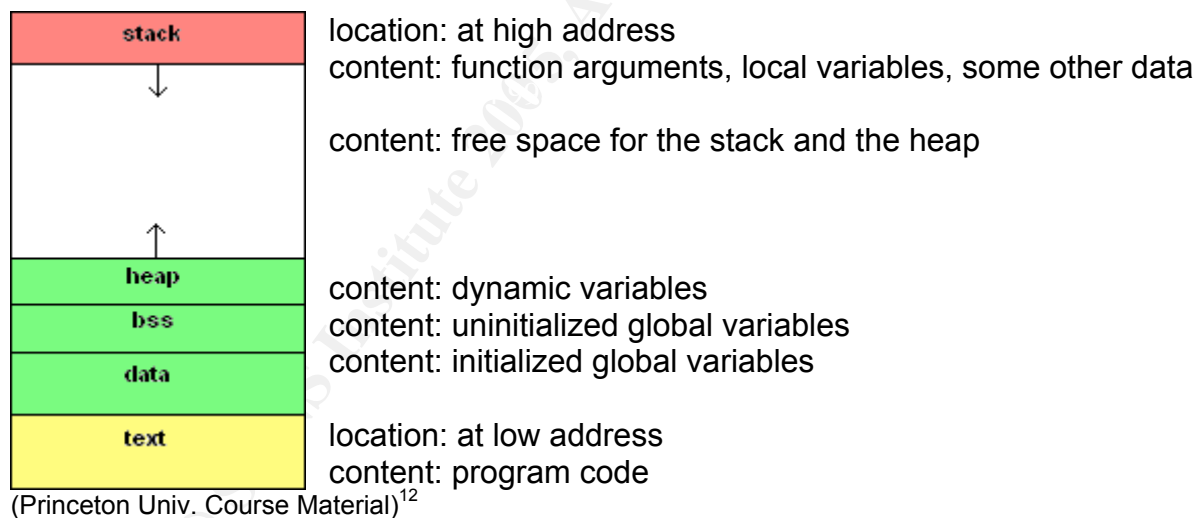 stack
location: at high address
content: function arguments, local variables, some other data
content: free space for the stack and the heap
heap
content: dynamic variables
bss
content: uninitialized global variables
data
content: initialized global variables
text
location: at low address
content: program code
(Princeton Univ. Course Material)12
Institute 200